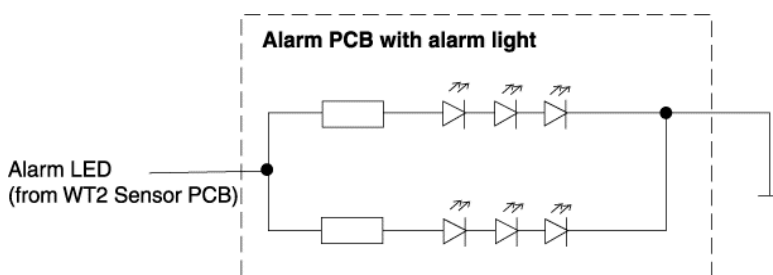 Alarm PCB with alarm light
Alarm LED
(from WT2 Sensor PCB)